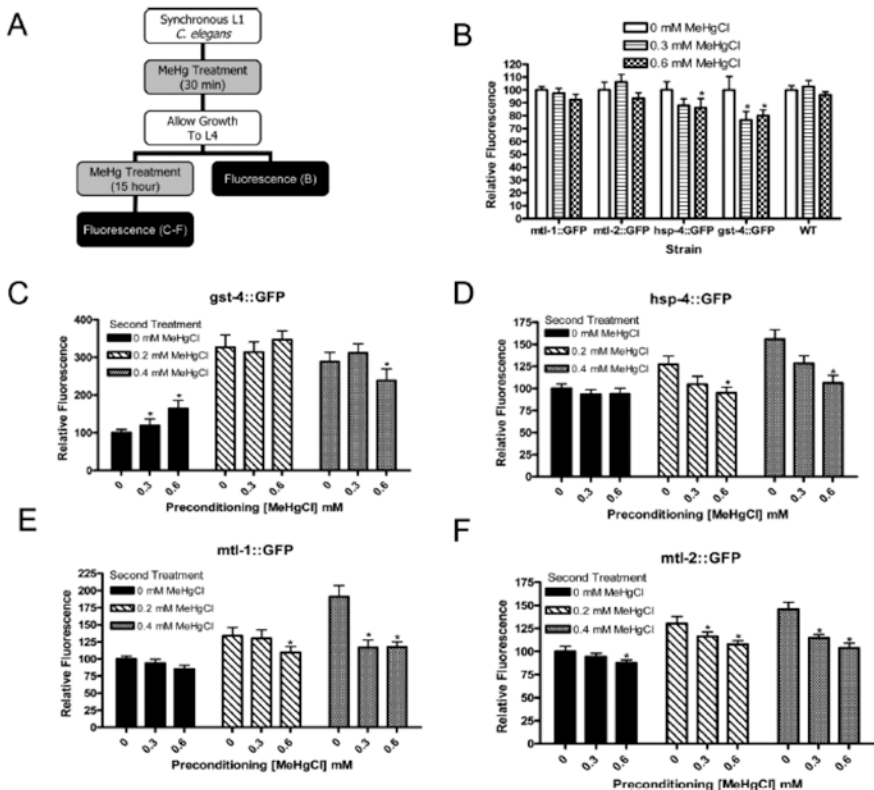 A
Synchronous L1
C. elegans
MeHg Treatment
(30 min)
Allow Growth
To L4
MeHg Treatment
(15 hour)
Fluorescence (B)
Fluorescence (C-F)
B
0 mM MeHgCl
0.3 mM MeHgCl
0.6 mM MeHgCl
Relative Fluorescence
120
110
100
90
80
70
60
50
40
30
20
10
0
* * *
mtl-1::GFP mtl-2::GFP hsp-4::GFP gst-4::GFP WT
Strain
C
gst-4::GFP
Second Treatment
0 mM MeHgCl
0.2 mM MeHgCl
0.4 mM MeHgCl
Relative Fluorescence
400
300
200
100
0
* * *
0 0.3 0.6 0 0.3 0.6 0 0.3 0.6
Preconditioning [MeHgCl] mM
D
hsp-4::GFP
Second Treatment
0 mM MeHgCl
0.2 mM MeHgCl
0.4 mM MeHgCl
Relative Fluorescence
175
150
125
100
75
50
25
0
* *
0 0.3 0.6 0 0.3 0.6 0 0.3 0.6
Preconditioning [MeHgCl] mM
E
mtl-1::GFP
Second Treatment
0 mM MeHgCl
0.2 mM MeHgCl
0.4 mM MeHgCl
Relative Fluorescence
225
200
175
150
125
100
75
50
25
0
* * *
0 0.3 0.6 0 0.3 0.6 0 0.3 0.6
Preconditioning [MeHgCl] mM
F
mtl-2::GFP
Second Treatment
0 mM MeHgCl
0.2 mM MeHgCl
0.4 mM MeHgCl
Relative Fluorescence
175
150
125
100
75
50
25
0
* * * * *
0 0.3 0.6 0 0.3 0.6 0 0.3 0.6
Preconditioning [MeHgCl] mM